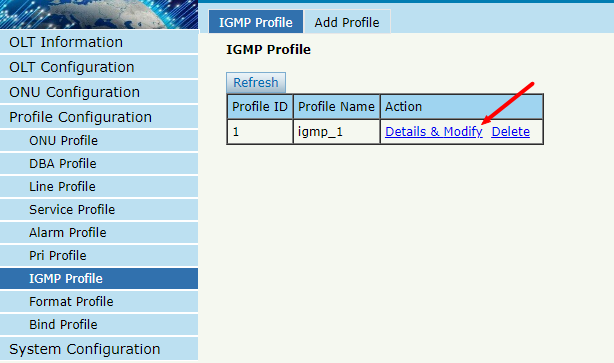 IGMP Profile Add Profile
OLT Information
OLT Configuration
ONU Configuration
Profile Configuration
ONU Profile
DBA Profile
Line Profile
Service Profile
Alarm Profile
Pri Profile
IGMP Profile
Format Profile
Bind Profile
System Configuration
IGMP Profile
Refresh
Profile ID Profile Name Action
1 igmp_1 Details & Modify Delete